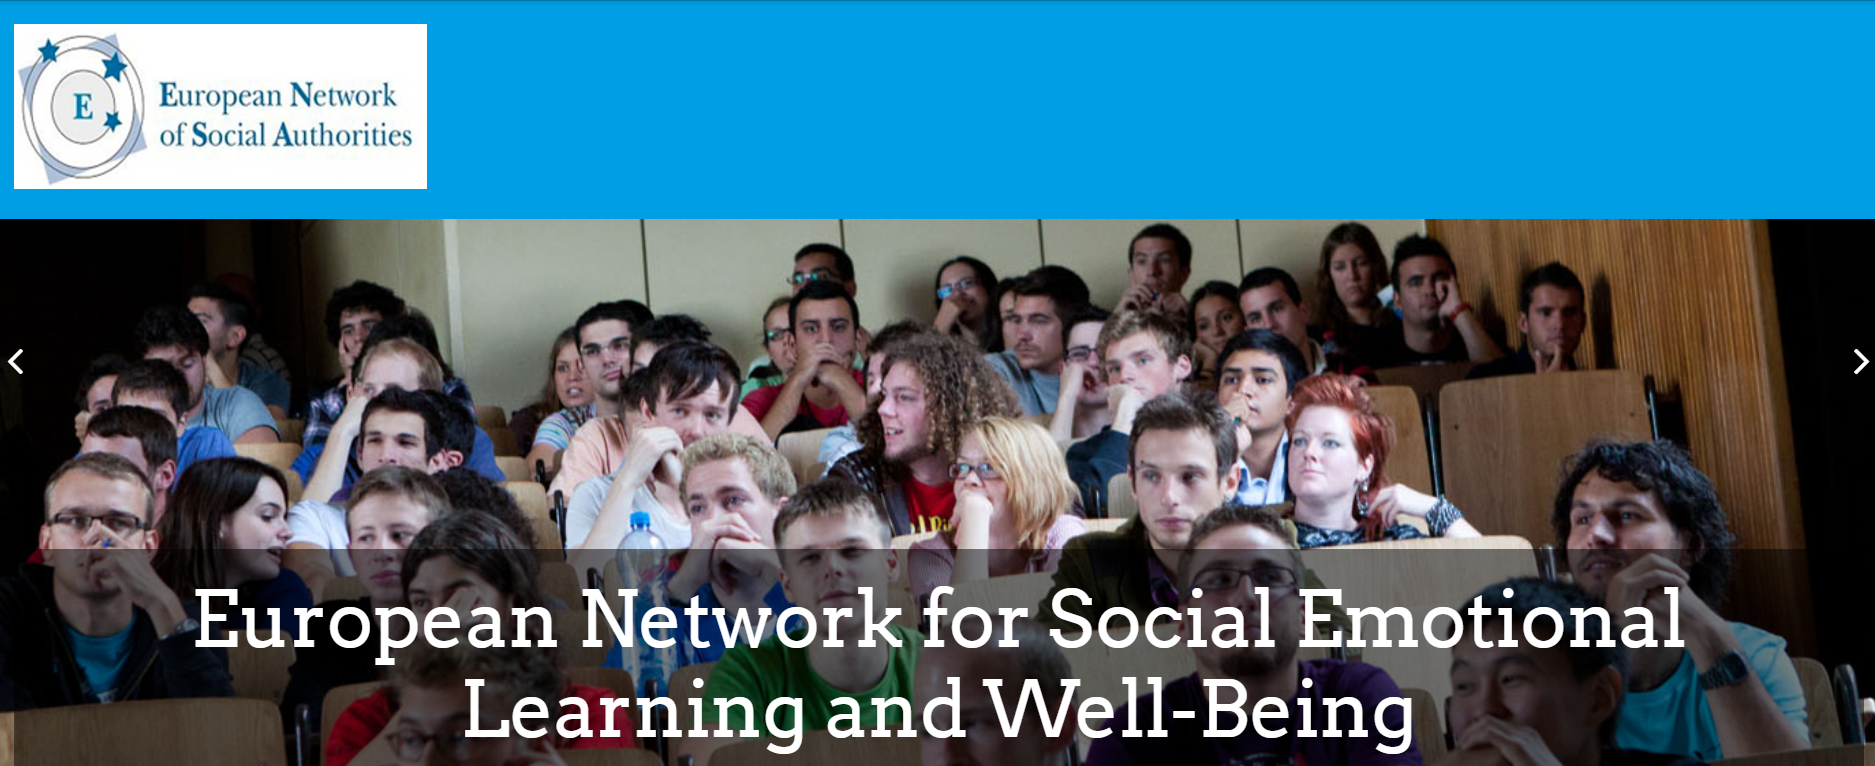 E
European Network
of Social Authorities
European Network for Social Emotional
Learning and Well-Being